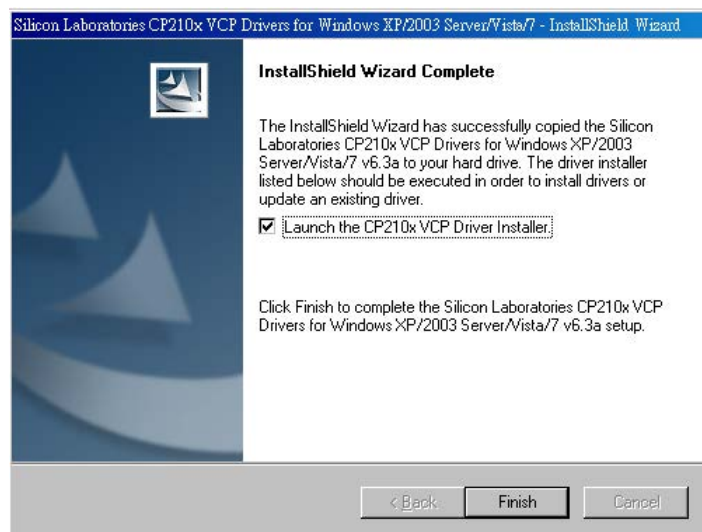 Silicon Laboratories CP210x VCP Drivers for Windows XP/2003 Server/Vista/7 - InstallShield Wizard
InstallShield Wizard Complete
The InstallShield Wizard has successfully copied the Silicon
Laboratories CP210x VCP Drivers for Windows XP/2003
Server/Vista/7 v6.3a to your hard drive. The driver installer
listed below should be executed in order to install drivers or
update an existing driver.
Launch the CP210x VCP Driver Installer.
Click Finish to complete the Silicon Laboratories CP210x VCP
Drivers for Windows XP/2003 Server/Vista/7 v6.3a setup.
< Back
Finish
Cancel